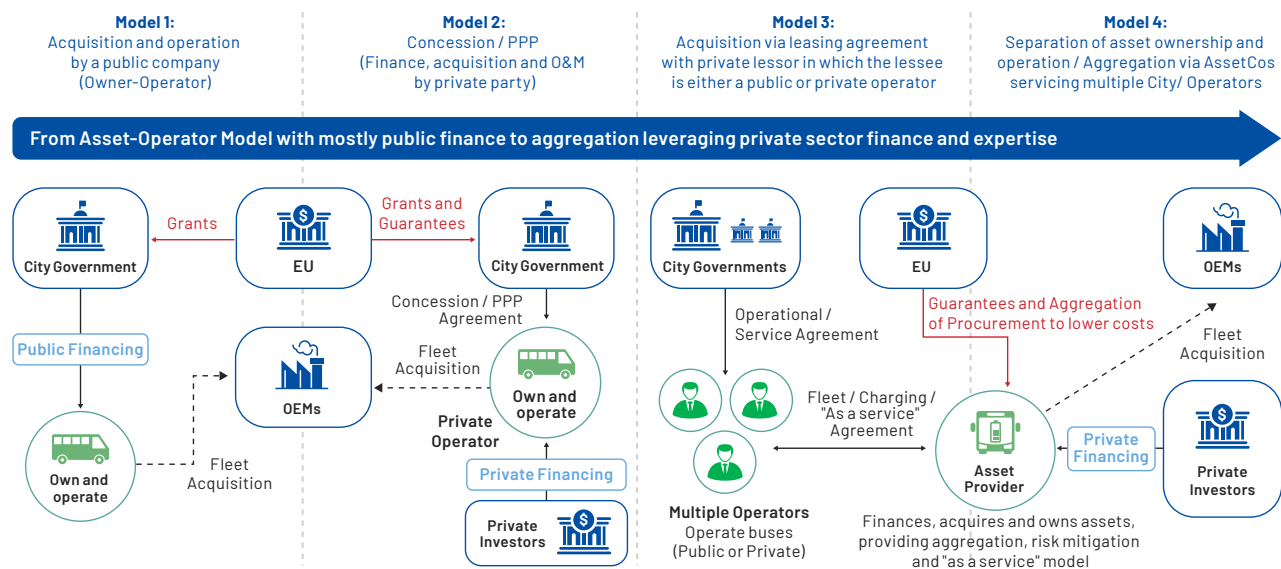 Model 1:
Acquisition and operation
by a public company
(Owner-Operator)
Model 2:
Concession / PPP
(Finance, acquisition and O&M
by private party)
Model 3:
Acquisition via leasing agreement
with private lessor in which the lessee
is either a public or private operator
Model 4:
Separation of asset ownership and
operation / Aggregation via AssetCos
servicing multiple City/ Operators
From Asset-Operator Model with mostly public finance to aggregation leveraging private sector finance and expertise
City Government
Grants
$
EU
Grants and
Guarantees
City Government
Public Financing
Own and
operate
Fleet
Acquisition
OEMs
Concession / PPP
Agreement
Fleet
Acquisition
Own and
operate
Private
Operator
Private Financing
Private
Investors
$
City Governments
Operational /
Service Agreement
Multiple Operators
Operate buses
(Public or Private)
Fleet / Charging /
"As a service"
Agreement
$
EU
Guarantees and Aggregation
of Procurement to lower costs
Asset
Provider
Finances, acquires and owns assets,
providing aggregation, risk mitigation
and "as a service" model
OEMs
Fleet
Acquisition
Private
Financing
$
Private
Investors